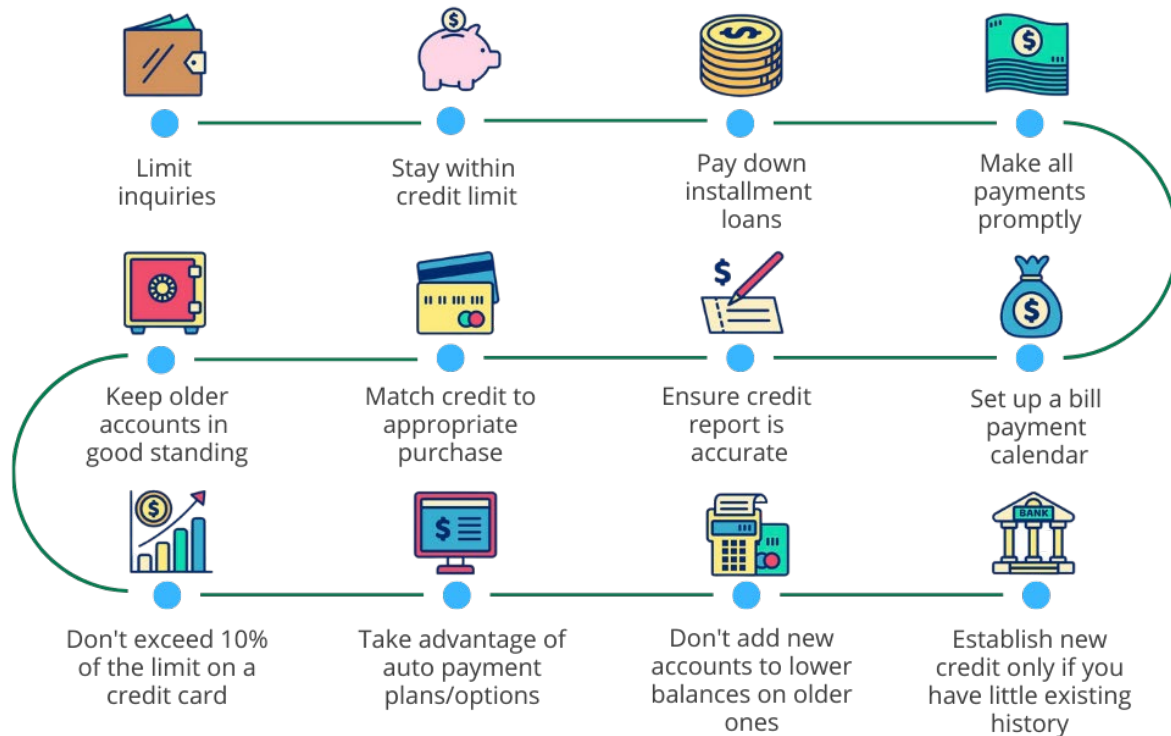 Limit
inquiries
Stay within
credit limit
Pay down
installment
loans
Make all
payments
promptly
Keep older
accounts in
good standing
Match credit to
appropriate
purchase
Ensure credit
report is
accurate
Set up a bill
payment
calendar
BANK
Don't exceed 10%
of the limit on a
credit card
Take advantage of
auto payment
plans/options
Don't add new
accounts to lower
balances on older
ones
Establish new
credit only if you
have little existing
history